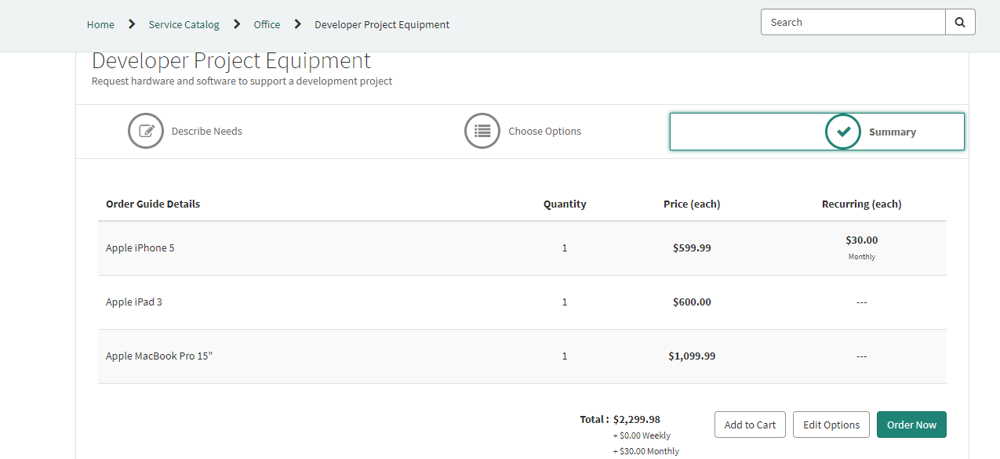 Home Service Catalog Office Developer Project Equipment Search
Developer Project Equipment
Request hardware and software to support a development project
Describe Needs Choose Options Summary
Order Guide Details Quantity Price (each) Recurring (each)
Apple iPhone 5 1 $599.99 $30.00
Monthly
Apple iPad 3 1 $600.00 ---
Apple MacBook Pro 15" 1 $1,099.99 ---
Total : $2,299.98 Add to Cart Edit Options Order Now
+ $0.00 Weekly
+ $30.00 Monthly